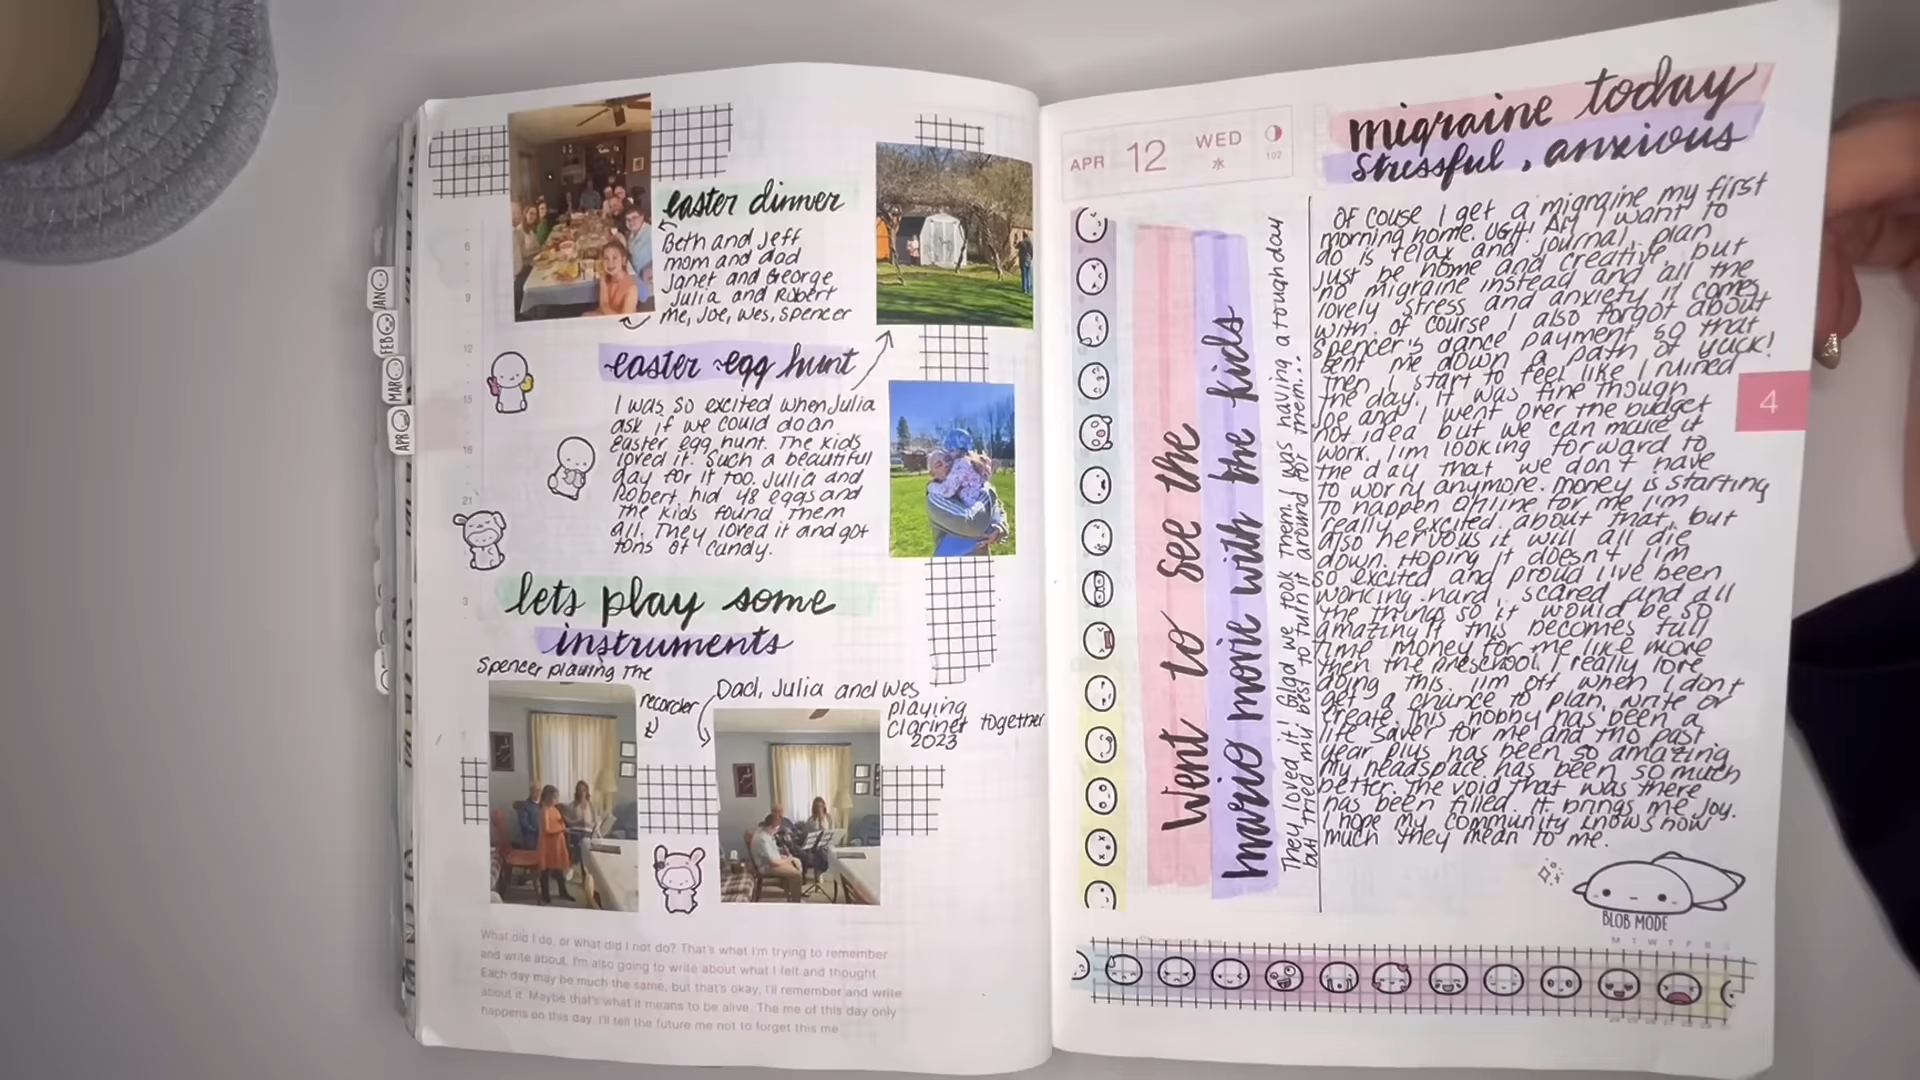 JAN
FEB
MAR
APR
6
9
12
15
18
21
3
easter dinner
Beth and Jeff
mom and dad
Janet and George
Julia and Robert
me, Joe, Wes, Spencer
easter egg hunt
I was so excited when Julia
ask if we could do an
easter egg hunt. The kids
loved it. Such a beautiful
day for it too. Julia and
Robert hid 48 eggs and
the kids found them
all. They loved it and got
tons of candy.
lets play some
instruments
Spencer playing the
recorder
Dad, Julia and Wes
playing
clarinet together
2023
What did I do, or what did I not do? That's what I'm trying to remember
and write about. I'm also going to write about what I felt and thought.
Each day may be much the same, but that's okay, I'll remember and write
about it. Maybe that's what it means to be alive. The me of this day only
happens on this day. I'll tell the future me not to forget this me.
APR 12 WED
水
102
migraine today
stressful, anxious
Went to see the
mario movie with the kids
They loved it! Glad we took them. I was having a tough day
but tried my best to turn it around for them...
Of couse I get a migraine my first
morning home. UGH! All I want to
do is relax and journal, plan
just be home and creative, but
no migraine instead and all the
lovely stress and anxiety it comes
with. of course I also forgot about
Spencer's dance payment so that
sent me down a path of yuck!
then I start to feel like I ruined
the day. It was fine though
Joe and I went over the budget
not idea but we can make it
work. I'm looking forward to
the day that we don't have
to worry anymore. money is starting
to happen online for me I'm
really excited about that, but
also nervous it will all die
down. Hoping it doesn't I'm
so excited and proud I've been
working hard, scared and all
the things so it would be so
amazing if this becomes full
time money for me like more
then the preschool. I really love
doing this. I'm off when I don't
get a chance to plan, write or
create. this hobby has been a
life saver for me and the past
year plus has been so amazing
my headspace has been so much
better. The void that was there
has been filled. It brings me joy.
I hope my community knows how
much they mean to me.
4
BLOB MODE
M T W T F S S